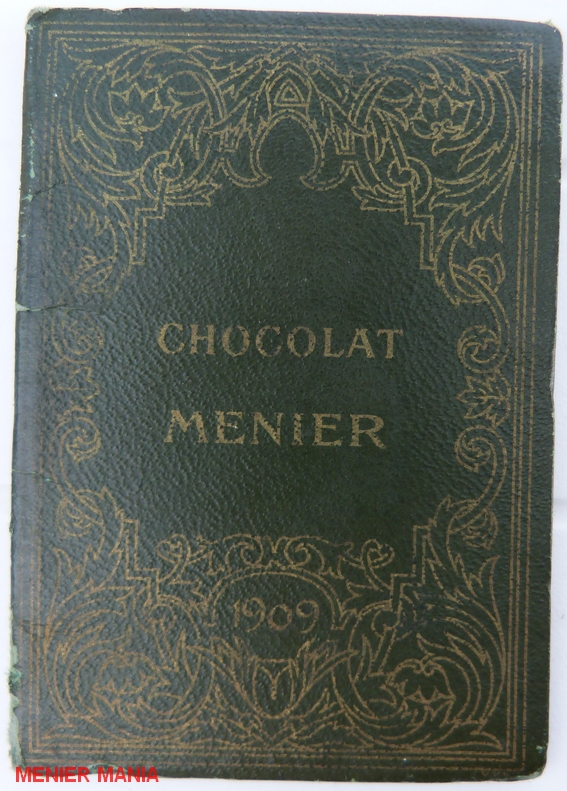 CHOCOLAT
MENIER
1909
MENIER MANIA